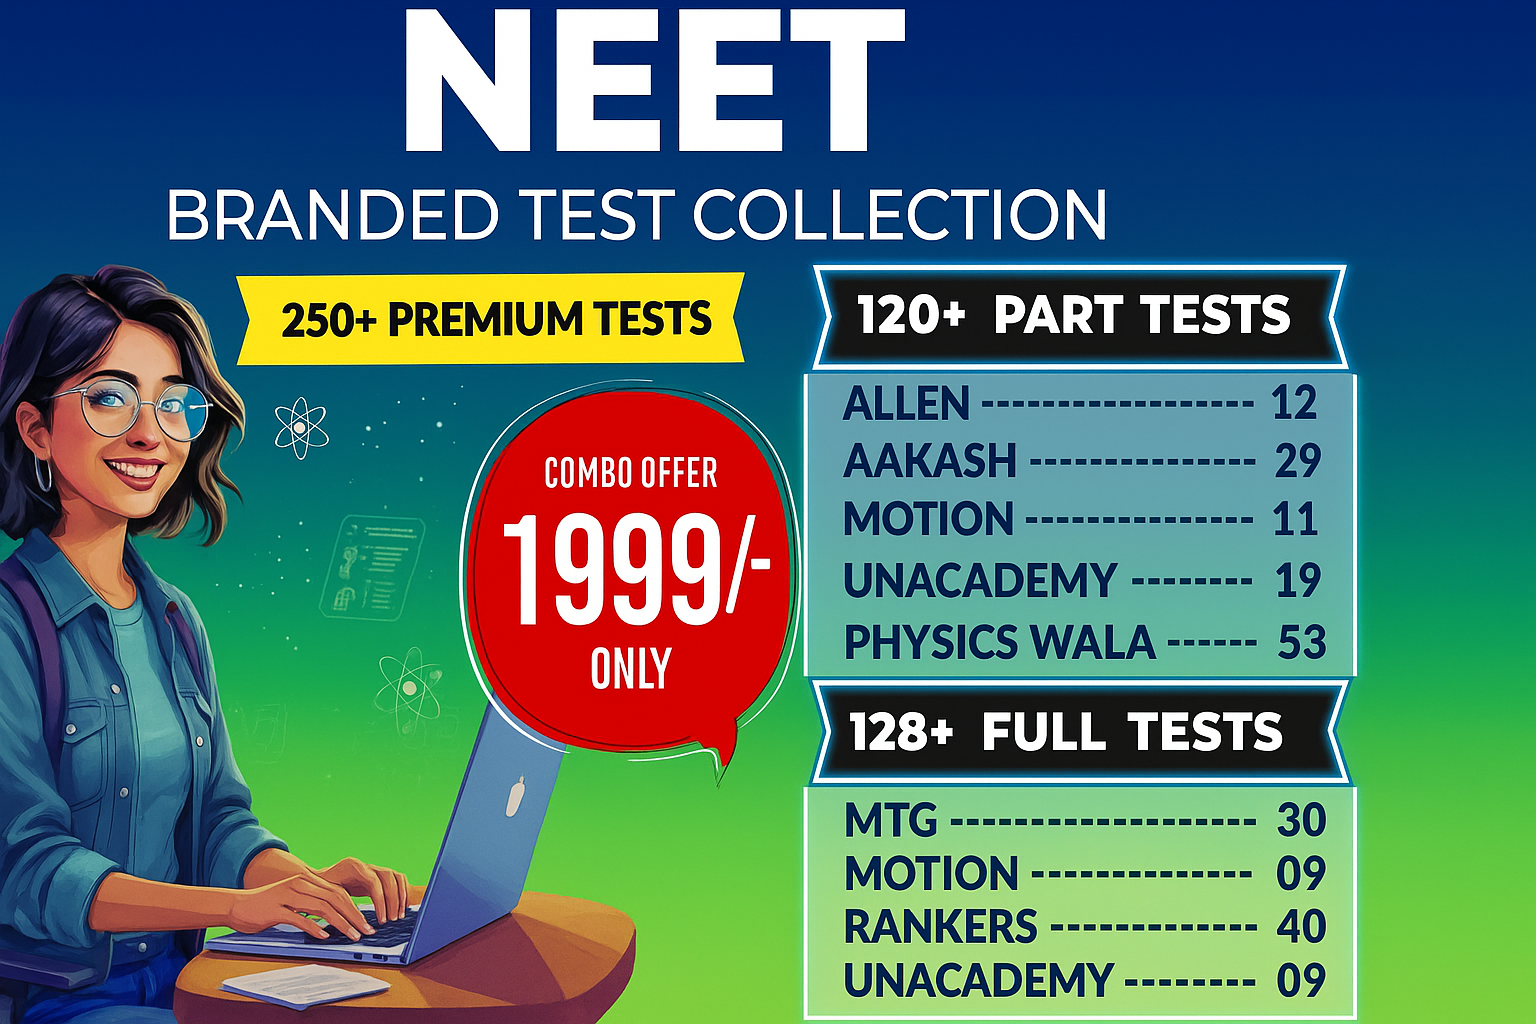 NEET
BRANDED TEST COLLECTION
250+ PREMIUM TESTS
COMBO OFFER
1999/-
ONLY
120+ PART TESTS
ALLEN ------------------ 12
AAKASH --------------- 29
MOTION --------------- 11
UNACADEMY -------- 19
PHYSICS WALA ------ 53
128+ FULL TESTS
MTG -------------------- 30
MOTION -------------- 09
RANKERS ------------- 40
UNACADEMY -------- 09